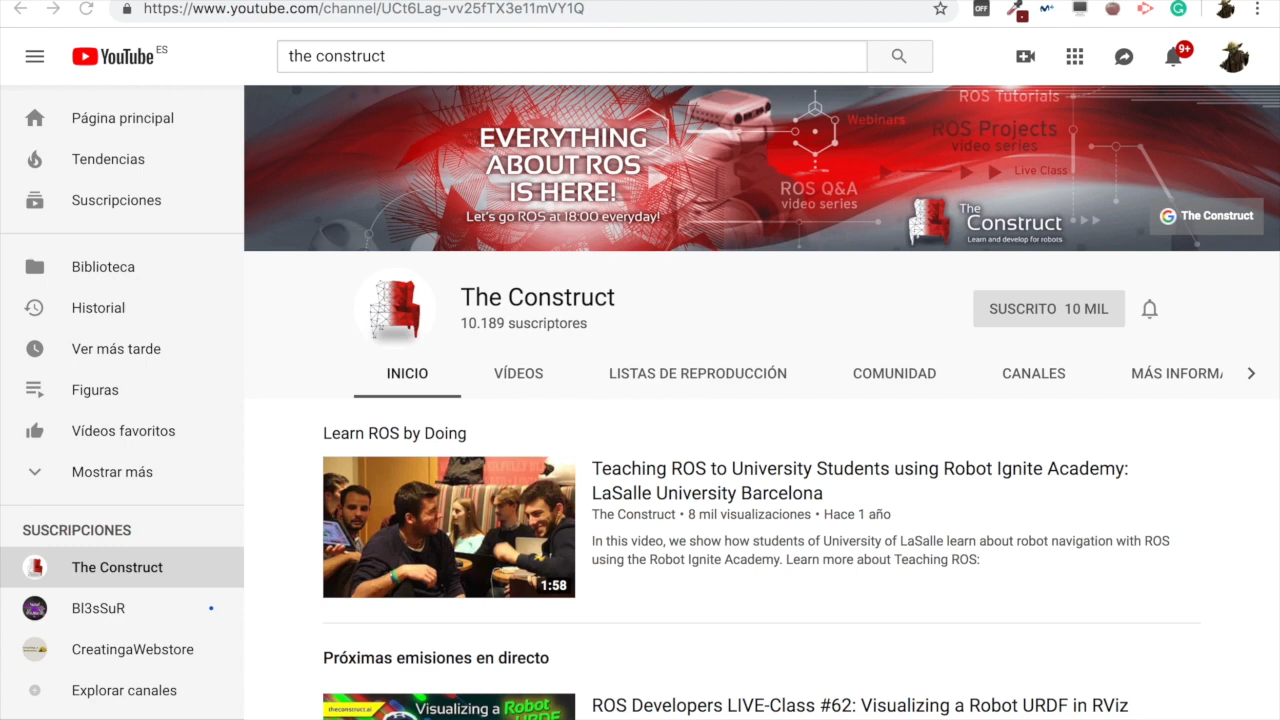 https://www.youtube.com/channel/UCt6Lag-vv25fTX3e11mVY1Q
OFF
YouTube ES
the construct
9+
Página principal
Tendencias
Suscripciones
Biblioteca
Historial
Ver más tarde
Figuras
Vídeos favoritos
Mostrar más
SUSCRIPCIONES
The Construct
Bl3sSuR
CreatingaWebstore
Explorar canales
EVERYTHING
ABOUT ROS
IS HERE!
Let's go ROS at 18:00 everyday!
ROS Tutorials
Webinars
ROS Projects
video series
Live Class
ROS Q&A
video series
The
Construct
Learn and develop for robots
The Construct
The Construct
10.189 suscriptores
SUSCRITO 10 MIL
INICIO
VÍDEOS
LISTAS DE REPRODUCCIÓN
COMUNIDAD
CANALES
MÁS INFORMA
Learn ROS by Doing
1:58
Teaching ROS to University Students using Robot Ignite Academy:
LaSalle University Barcelona
The Construct • 8 mil visualizaciones • Hace 1 año
In this video, we show how students of University of LaSalle learn about robot navigation with ROS
using the Robot Ignite Academy. Learn more about Teaching ROS:
Próximas emisiones en directo
theconstruct.ai
Visualizing a
Robot
URDF
ROS Developers LIVE-Class #62: Visualizing a Robot URDF in RViz